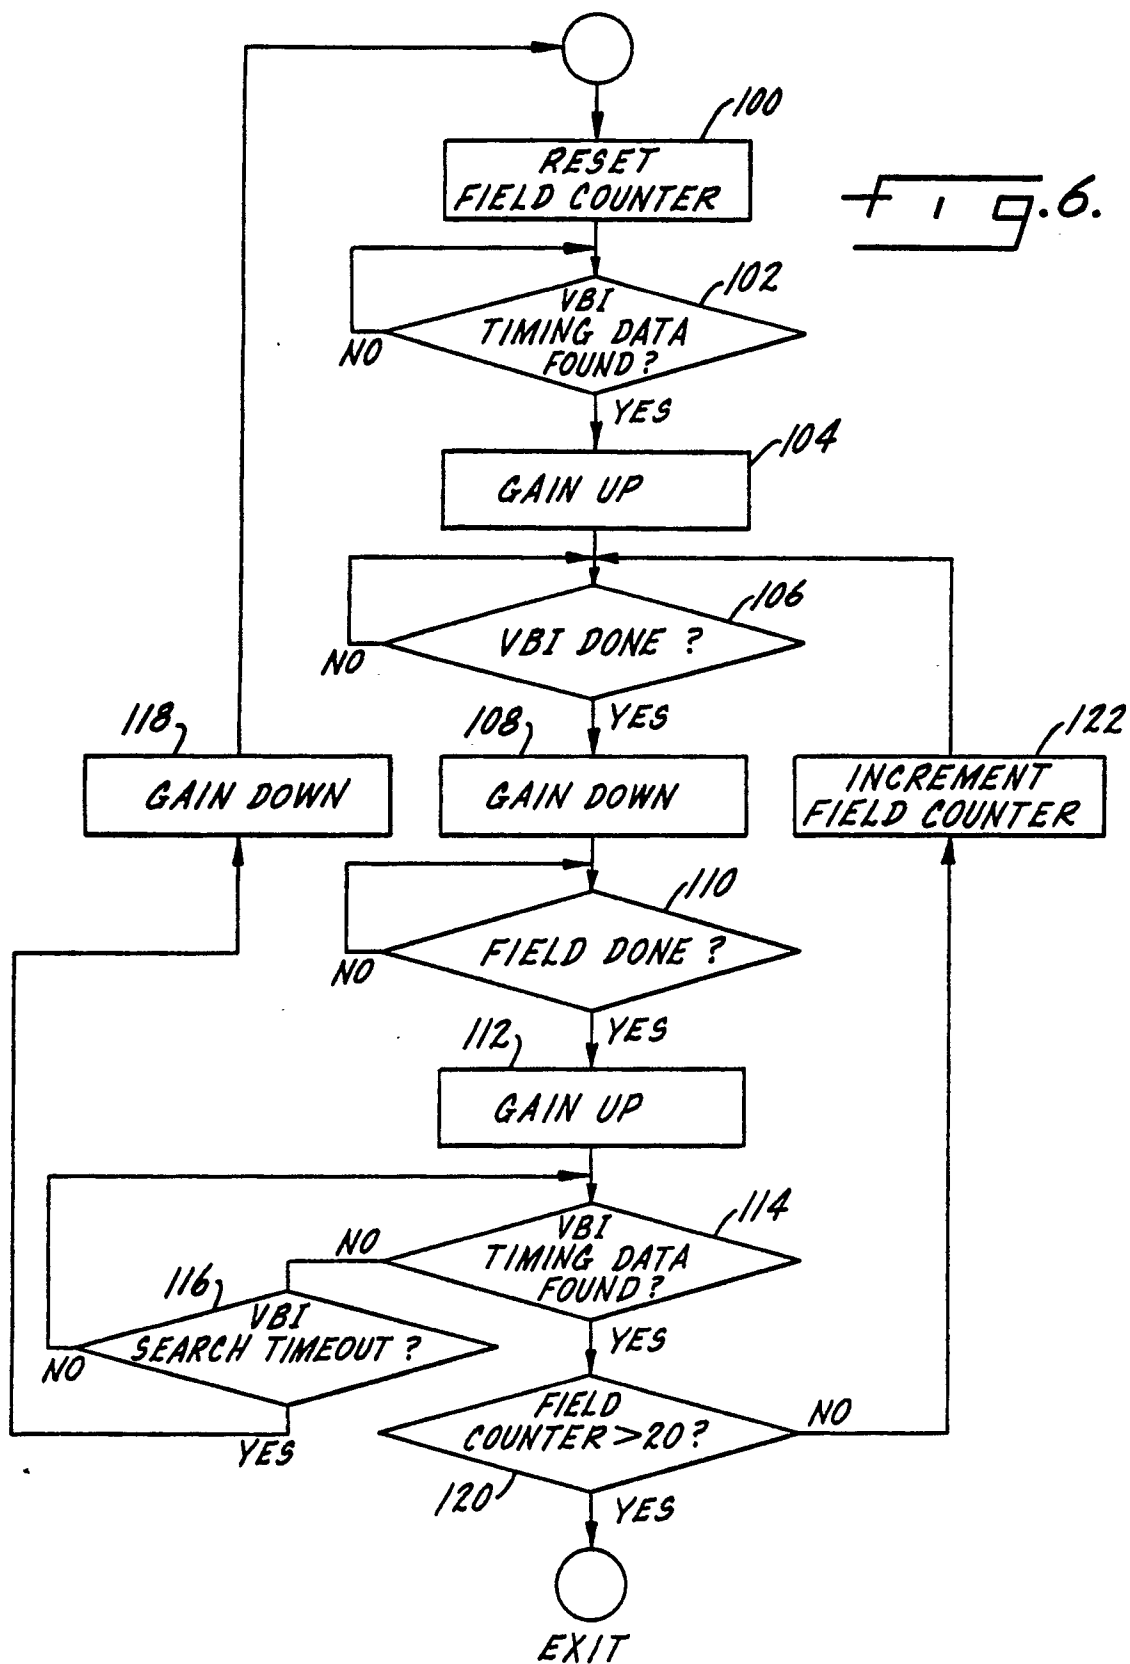 100
RESET
FIELD COUNTER
Fig. 6.
102
VBI
TIMING DATA
FOUND?
NO
YES
104
GAIN UP
106
VBI DONE ?
NO
YES
118
GAIN DOWN
108
GAIN DOWN
122
INCREMENT
FIELD COUNTER
110
FIELD DONE ?
NO
YES
112
GAIN UP
114
VBI
TIMING DATA
FOUND?
NO
YES
116
VBI
SEARCH TIMEOUT ?
NO
YES
FIELD
COUNTER>20?
NO
120
YES
EXIT